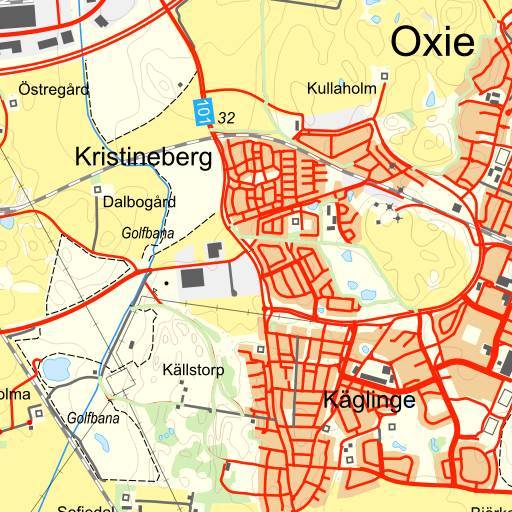 Oxie
Östregård
Kullaholm
101
32
Kristineberg
Dalbogård
Golfbana
Källstorp
Käglinge
Golfbana